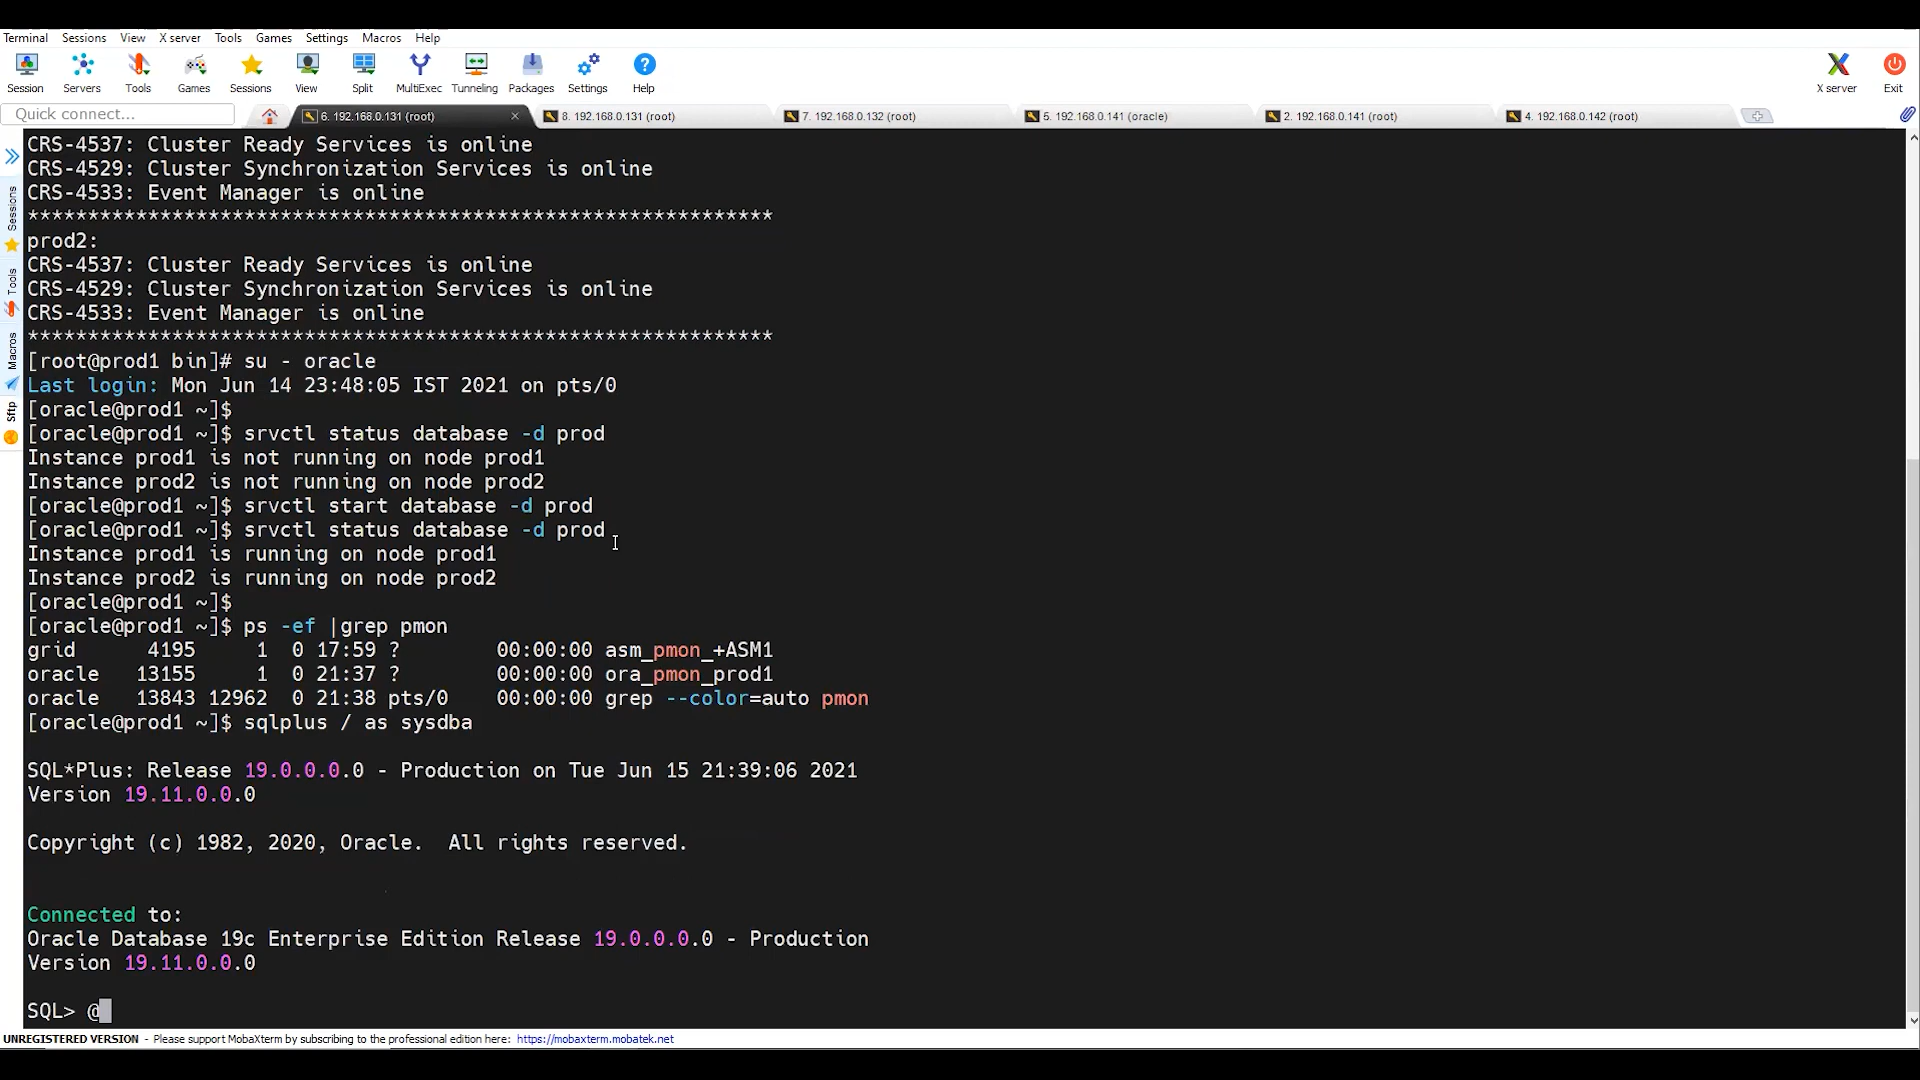 Terminal Sessions View X server Tools Games Settings Macros Help
Session Servers Tools Games Sessions View Split MultiExec Tunneling Packages Settings Help X server Exit
Quick connect... 6. 192.168.0.131 (root) 8. 192.168.0.131 (root) 7. 192.168.0.132 (root) 5. 192.168.0.141 (oracle) 2. 192.168.0.141 (root) 4. 192.168.0.142 (root)
Sessions
Tools
Macros
Sftp
CRS-4537: Cluster Ready Services is online
CRS-4529: Cluster Synchronization Services is online
CRS-4533: Event Manager is online
**************************************************************
prod2:
CRS-4537: Cluster Ready Services is online
CRS-4529: Cluster Synchronization Services is online
CRS-4533: Event Manager is online
**************************************************************
[root@prod1 bin]# su - oracle
Last login: Mon Jun 14 23:48:05 IST 2021 on pts/0
[oracle@prod1 ~]$
[oracle@prod1 ~]$ srvctl status database -d prod
Instance prod1 is not running on node prod1
Instance prod2 is not running on node prod2
[oracle@prod1 ~]$ srvctl start database -d prod
[oracle@prod1 ~]$ srvctl status database -d prod
Instance prod1 is running on node prod1
Instance prod2 is running on node prod2
[oracle@prod1 ~]$
[oracle@prod1 ~]$ ps -ef |grep pmon
grid 4195 1 0 17:59 ? 00:00:00 asm_pmon_+ASM1
oracle 13155 1 0 21:37 ? 00:00:00 ora_pmon_prod1
oracle 13843 12962 0 21:38 pts/0 00:00:00 grep --color=auto pmon
[oracle@prod1 ~]$ sqlplus / as sysdba
SQL*Plus: Release 19.0.0.0.0 - Production on Tue Jun 15 21:39:06 2021
Version 19.11.0.0.0
Copyright (c) 1982, 2020, Oracle. All rights reserved.
Connected to:
Oracle Database 19c Enterprise Edition Release 19.0.0.0.0 - Production
Version 19.11.0.0.0
SQL> @
UNREGISTERED VERSION - Please support MobaXterm by subscribing to the professional edition here: https://mobaxterm.mobatek.net